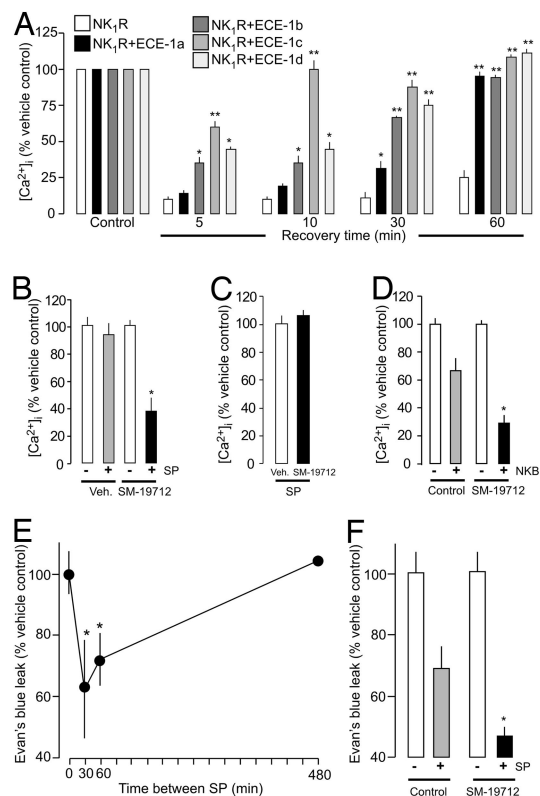 A
NK₁R
NK₁R+ECE-1a
NK₁R+ECE-1b
NK₁R+ECE-1c
NK₁R+ECE-1d
[Ca²⁺]ᵢ (% vehicle control)
125
100
75
50
25
0
* ** *
* ** *
* ** ** **
** ** ** **
Control 5 10 30 60
Recovery time (min)
B
[Ca²⁺]ᵢ (% vehicle control)
120
100
80
60
40
20
0
*
- + - + SP
Veh. SM-19712
C
[Ca²⁺]ᵢ (% vehicle control)
120
100
80
60
40
20
0
Veh. SM-19712
SP
D
[Ca²⁺]ᵢ (% vehicle control)
120
100
80
60
40
20
0
*
- + - + NKB
Control SM-19712
E
Evan's blue leak (% vehicle control)
100
80
60
40
* *
0 30 60 480
Time between SP (min)
F
Evan's blue leak (% vehicle control)
100
80
60
40
*
- + - + SP
Control SM-19712